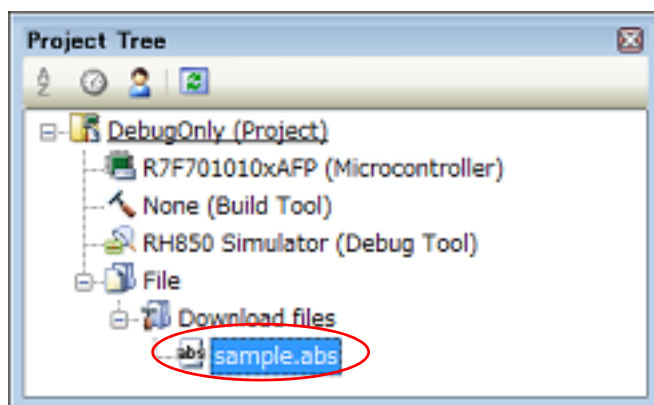 Project Tree
DebugOnly (Project)
R7F701010xAFP (Microcontroller)
None (Build Tool)
RH850 Simulator (Debug Tool)
File
Download files
abs sample.abs